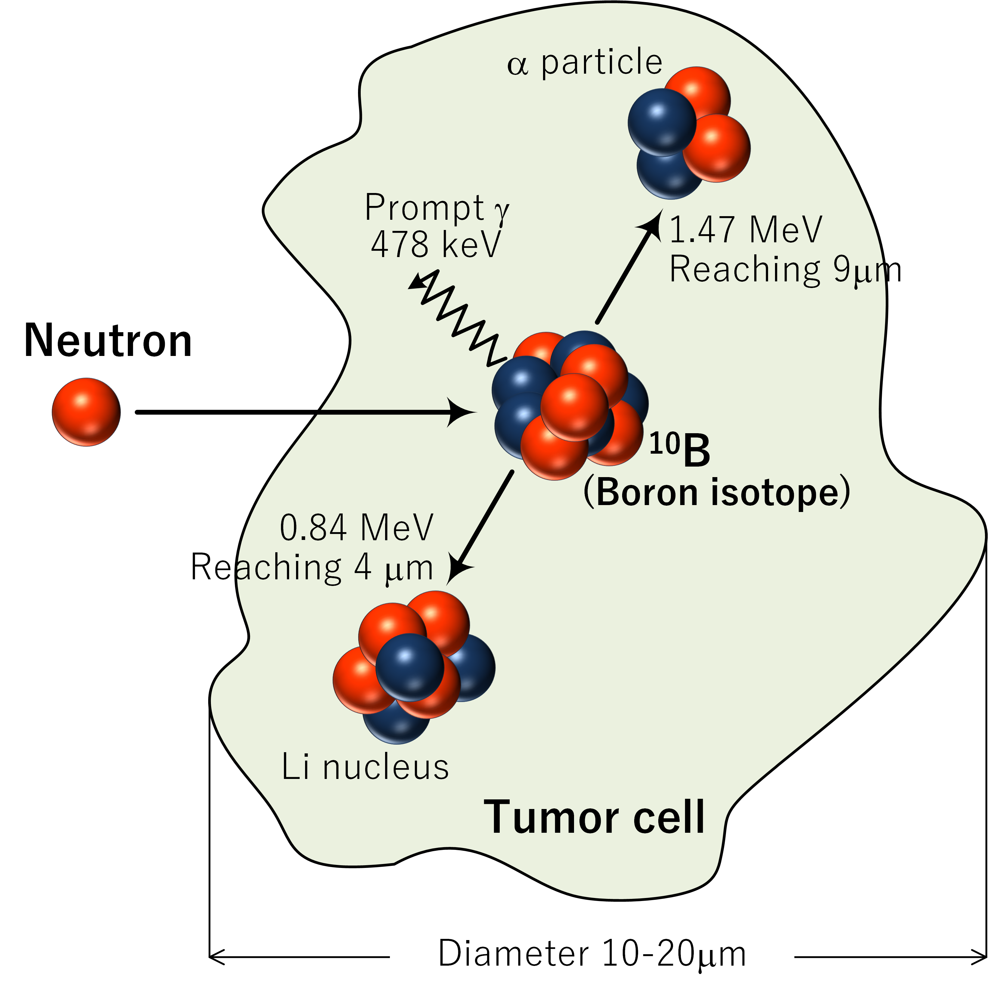 α particle
Prompt γ
478 keV
1.47 MeV
Reaching 9μm
Neutron
¹⁰B
(Boron isotope)
0.84 MeV
Reaching 4 μm
Li nucleus
Tumor cell
Diameter 10-20μm